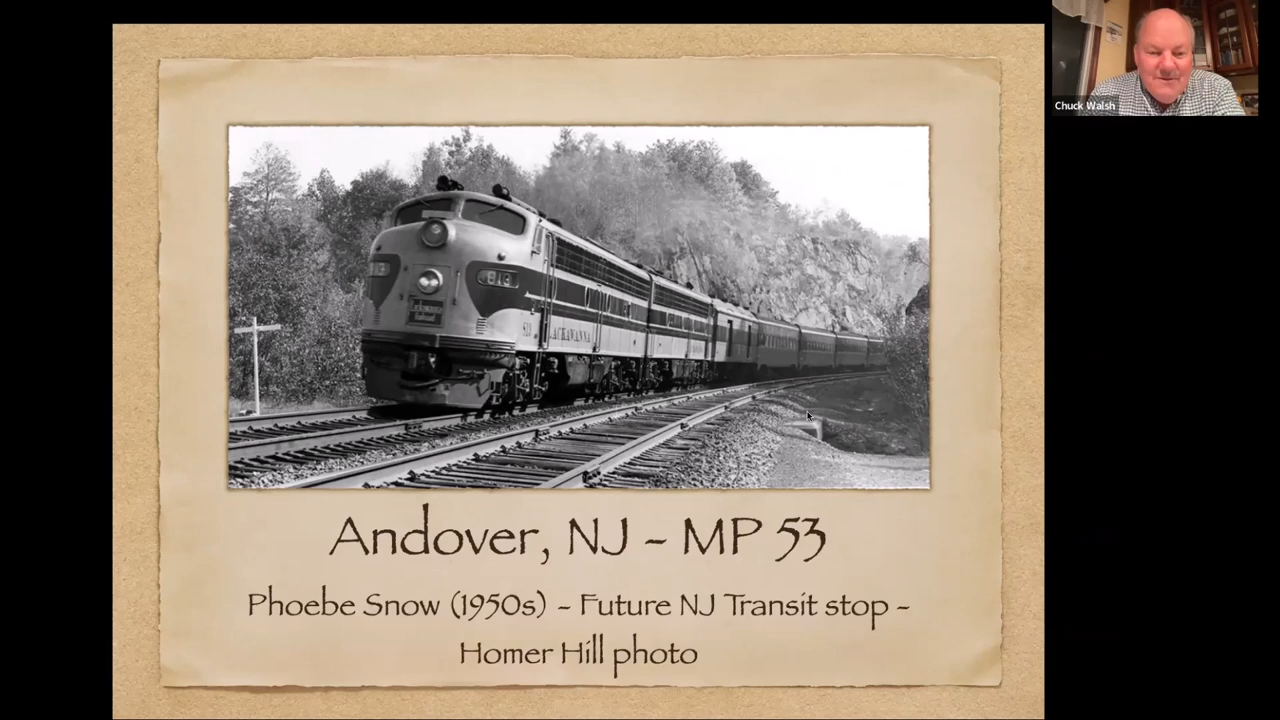 Chuck Walsh
813
LACKAWANNA
Andover, NJ – MP 53
Phoebe Snow (1950s) – Future NJ Transit stop –
Homer Hill photo